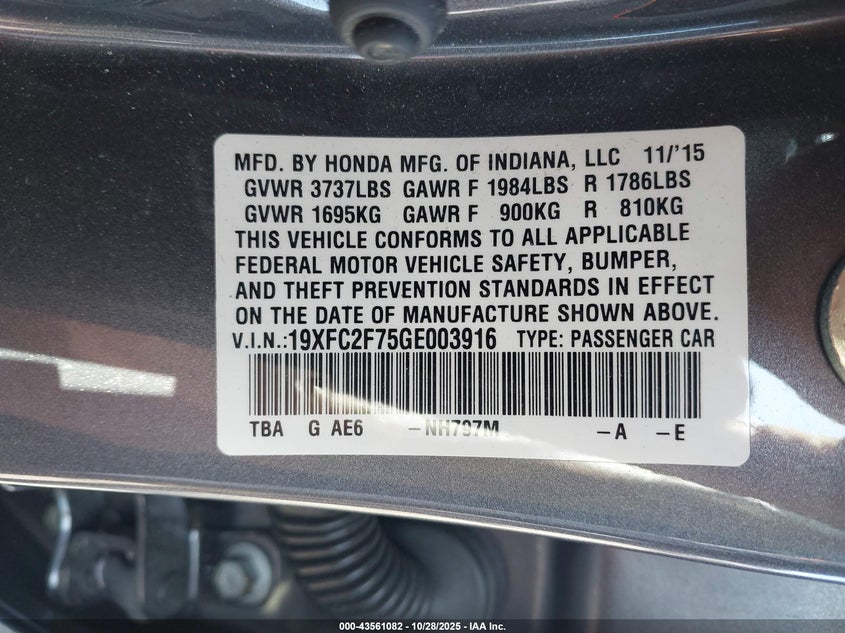 MFD. BY HONDA MFG. OF INDIANA, LLC 11/'15
GVWR 3737LBS GAWR F 1984LBS R 1786LBS
GVWR 1695KG GAWR F 900KG R 810KG
THIS VEHICLE CONFORMS TO ALL APPLICABLE
FEDERAL MOTOR VEHICLE SAFETY, BUMPER,
AND THEFT PREVENTION STANDARDS IN EFFECT
ON THE DATE OF MANUFACTURE SHOWN ABOVE.
V.I.N.:19XFC2F75GE003916 TYPE: PASSENGER CAR
TBA G AE6 -NH797M -A -E
000-43561082 | 10/28/2025 - IAA Inc.